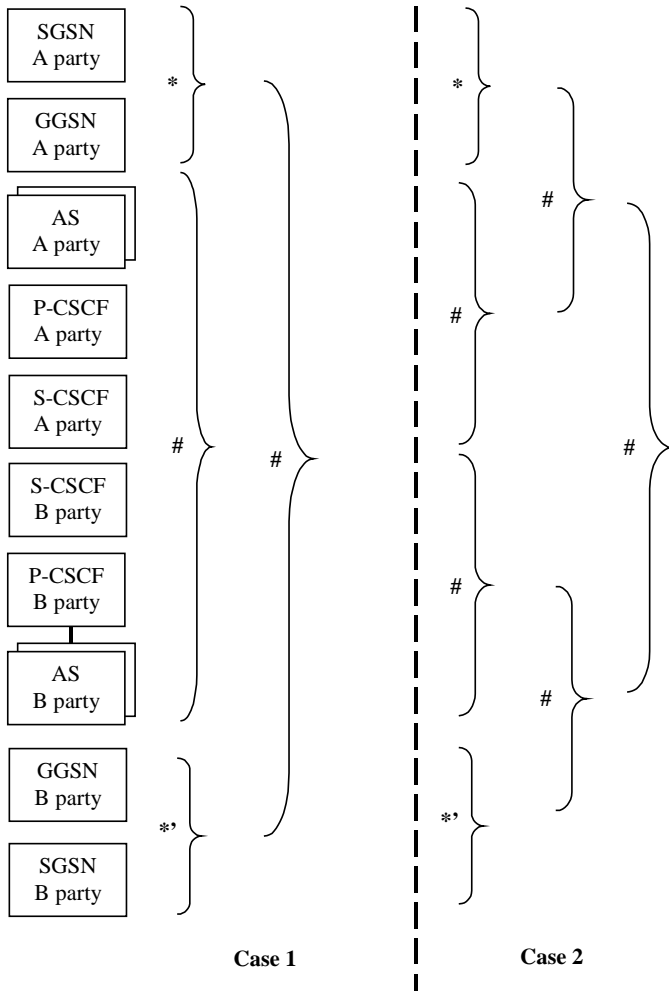 SGSN
A party
GGSN
A party
AS
A party
P-CSCF
A party
S-CSCF
A party
S-CSCF
B party
P-CSCF
B party
AS
B party
GGSN
B party
SGSN
B party
*
#
#
*’
Case 1
*
#
#
#
#
#
*’
Case 2